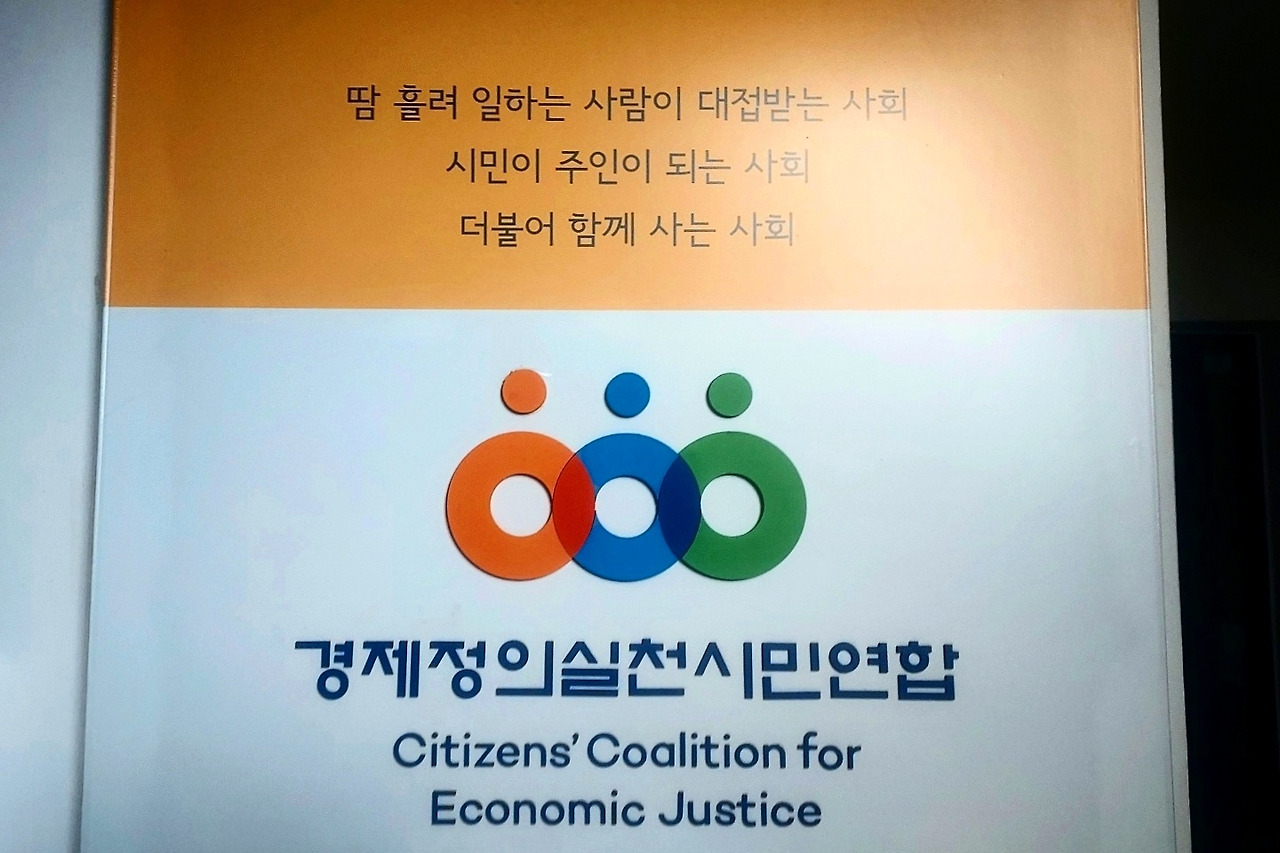 땀 흘려 일하는 사람이 대접받는 사회
시민이 주인이 되는 사회
더불어 함께 사는 사회
경제정의실천시민연합
Citizens’ Coalition for
Economic Justice